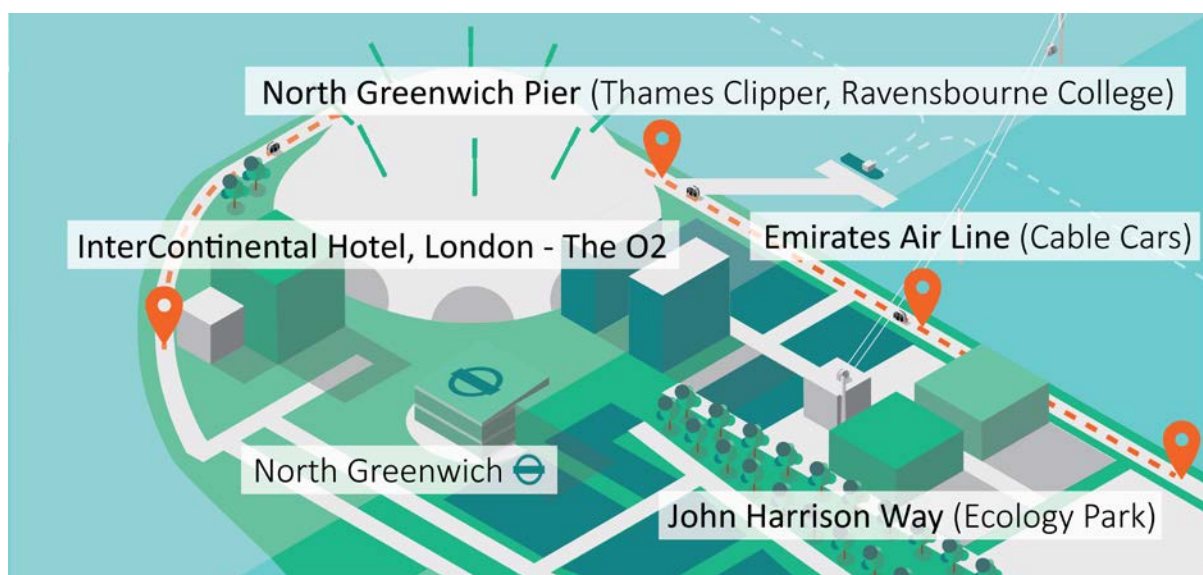 North Greenwich Pier (Thames Clipper, Ravensbourne College)
InterContinental Hotel, London - The O2
Emirates Air Line (Cable Cars)
North Greenwich
John Harrison Way (Ecology Park)